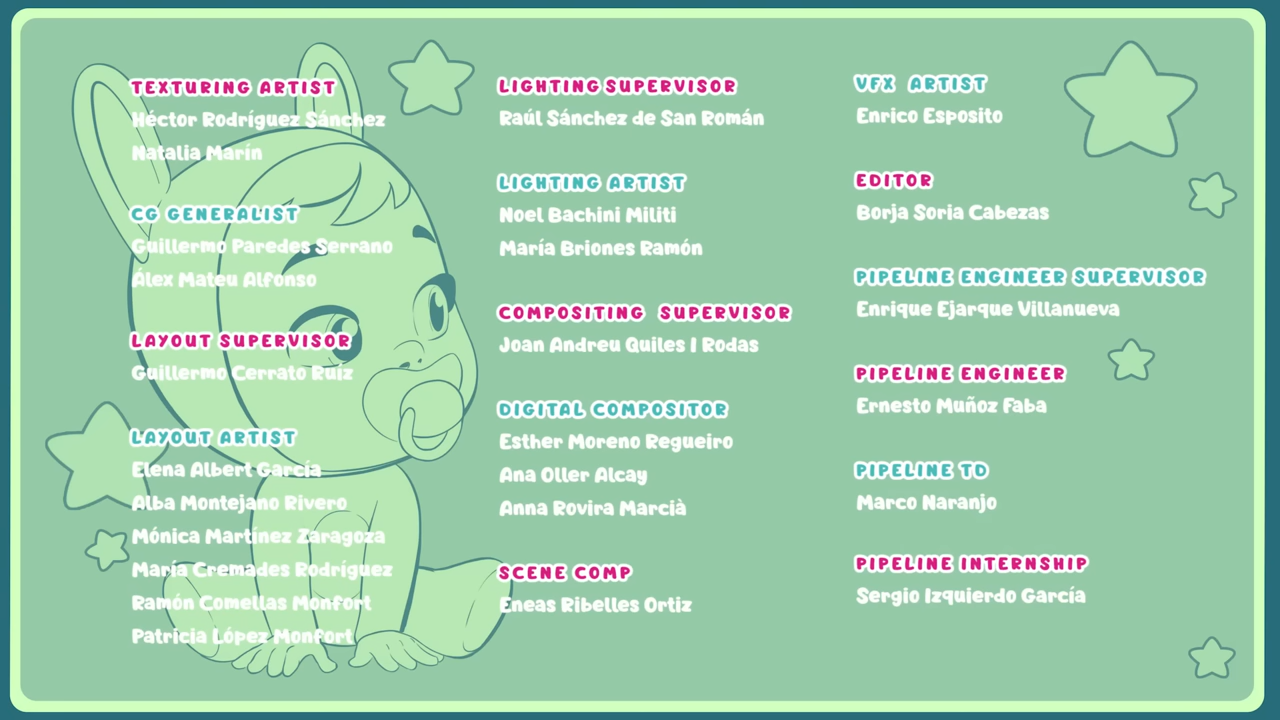 TEXTURING ARTIST
Héctor Rodríguez Sánchez
Natalia Marín
CG GENERALIST
Guillermo Paredes Serrano
Álex Mateu Alfonso
LAYOUT SUPERVISOR
Guillermo Cerrato Ruiz
LAYOUT ARTIST
Elena Albert García
Alba Montejano Rivero
Mónica Martínez Zaragoza
María Cremades Rodríguez
Ramón Comellas Monfort
Patricia López Monfort
LIGHTING SUPERVISOR
Raúl Sánchez de San Román
LIGHTING ARTIST
Noel Bachini Militi
María Briones Ramón
COMPOSITING SUPERVISOR
Joan Andreu Quiles I Rodas
DIGITAL COMPOSITOR
Esther Moreno Regueiro
Ana Oller Alcay
Anna Rovira Marcià
SCENE COMP
Eneas Ribelles Ortiz
VFX ARTIST
Enrico Esposito
EDITOR
Borja Soria Cabezas
PIPELINE ENGINEER SUPERVISOR
Enrique Ejarque Villanueva
PIPELINE ENGINEER
Ernesto Muñoz Faba
PIPELINE TD
Marco Naranjo
PIPELINE INTERNSHIP
Sergio Izquierdo García